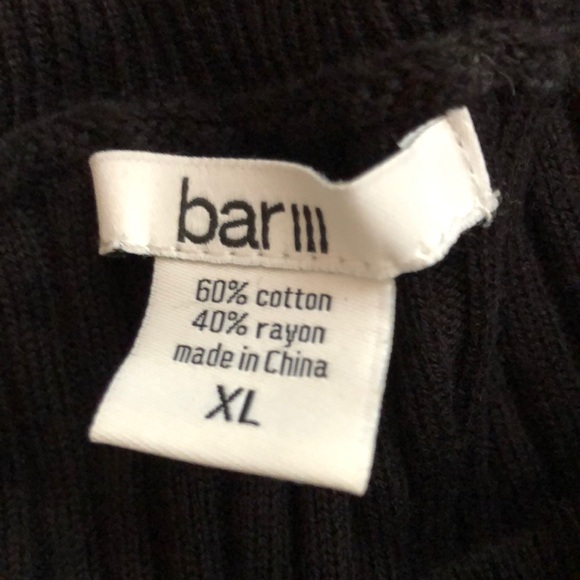 bar III
60% cotton
40% rayon
made in China
XL